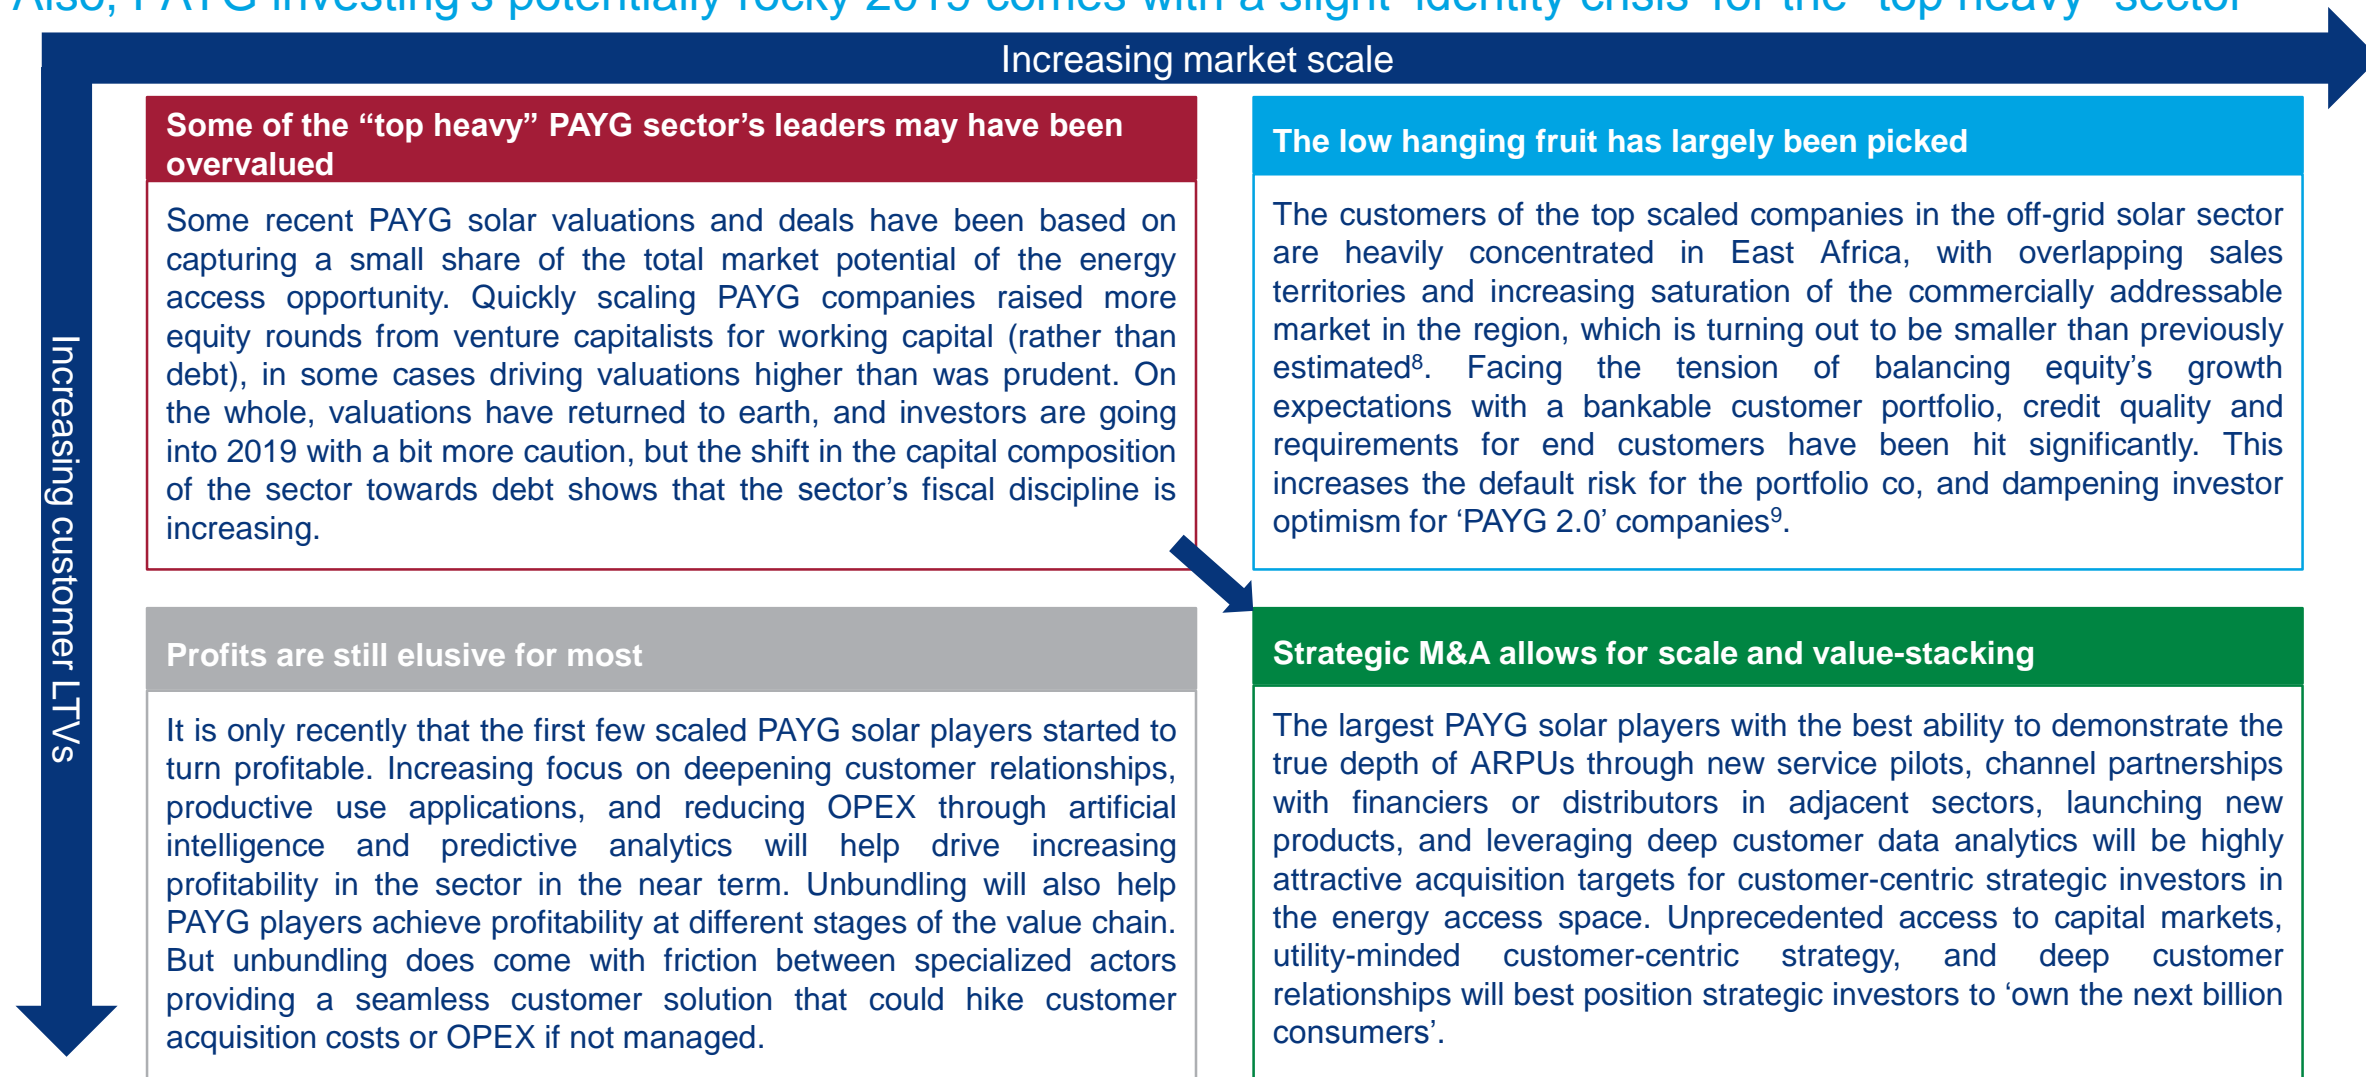 Also, PAYG investing's potentially rocky 2019 comes with a slight 'identity crisis' for the "top heavy" sector
Increasing market scale
Increasing customer LTVs
Some of the “top heavy” PAYG sector’s leaders may have been
overvalued
Some recent PAYG solar valuations and deals have been based on
capturing a small share of the total market potential of the energy
access opportunity. Quickly scaling PAYG companies raised more
equity rounds from venture capitalists for working capital (rather than
debt), in some cases driving valuations higher than was prudent. On
the whole, valuations have returned to earth, and investors are going
into 2019 with a bit more caution, but the shift in the capital composition
of the sector towards debt shows that the sector’s fiscal discipline is
increasing.
The low hanging fruit has largely been picked
The customers of the top scaled companies in the off-grid solar sector
are heavily concentrated in East Africa, with overlapping sales
territories and increasing saturation of the commercially addressable
market in the region, which is turning out to be smaller than previously
estimated⁸. Facing the tension of balancing equity’s growth
expectations with a bankable customer portfolio, credit quality and
requirements for end customers have been hit significantly. This
increases the default risk for the portfolio co, and dampening investor
optimism for ‘PAYG 2.0’ companies⁹.
Profits are still elusive for most
It is only recently that the first few scaled PAYG solar players started to
turn profitable. Increasing focus on deepening customer relationships,
productive use applications, and reducing OPEX through artificial
intelligence and predictive analytics will help drive increasing
profitability in the sector in the near term. Unbundling will also help
PAYG players achieve profitability at different stages of the value chain.
But unbundling does come with friction between specialized actors
providing a seamless customer solution that could hike customer
acquisition costs or OPEX if not managed.
Strategic M&A allows for scale and value-stacking
The largest PAYG solar players with the best ability to demonstrate the
true depth of ARPUs through new service pilots, channel partnerships
with financiers or distributors in adjacent sectors, launching new
products, and leveraging deep customer data analytics will be highly
attractive acquisition targets for customer-centric strategic investors in
the energy access space. Unprecedented access to capital markets,
utility-minded customer-centric strategy, and deep customer
relationships will best position strategic investors to ‘own the next billion
consumers’.